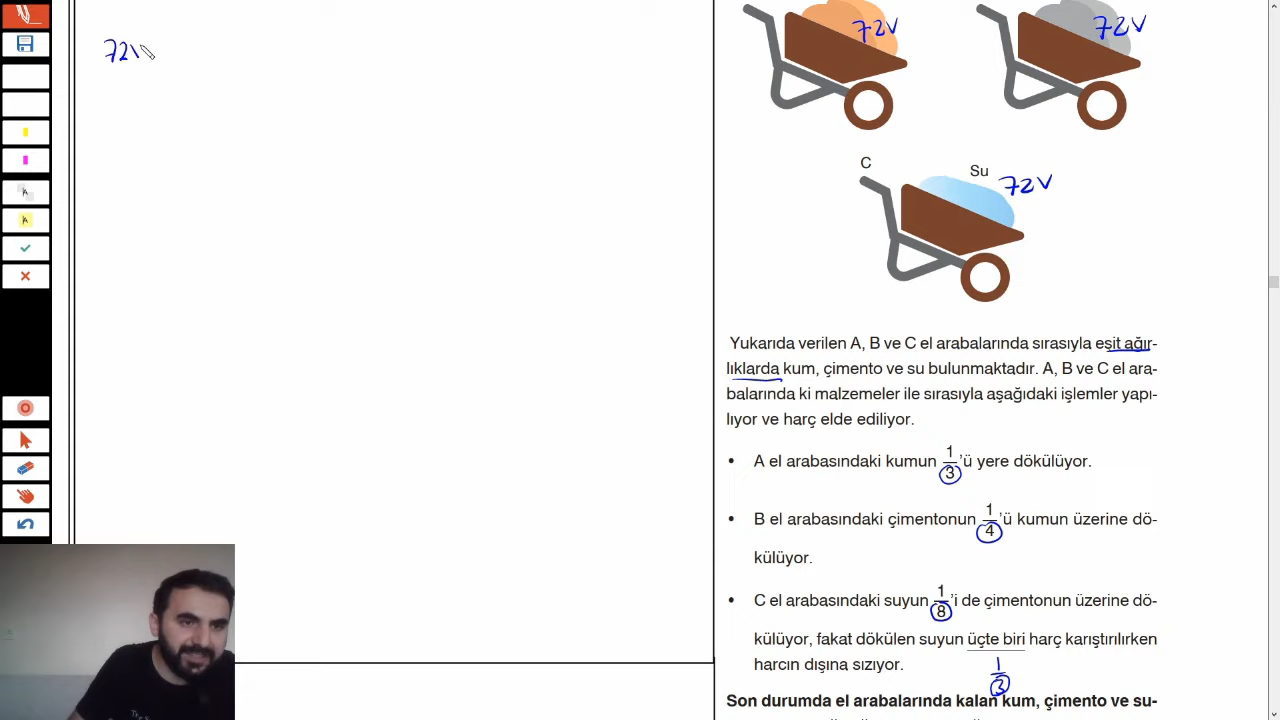 72V
72V
72V
C
Su
72V
Yukarıda verilen A, B ve C el arabalarında sırasıyla eşit ağır-
lıklarda kum, çimento ve su bulunmaktadır. A, B ve C el ara-
balarında ki malzemeler ile sırasıyla aşağıdaki işlemler yapı-
lıyor ve harç elde ediliyor.
• A el arabasındaki kumun 1/3'ü yere dökülüyor.
• B el arabasındaki çimentonun 1/4'ü kumun üzerine dö-
külüyor.
• C el arabasındaki suyun 1/8'i de çimentonun üzerine dö-
külüyor, fakat dökülen suyun üçte biri harç karıştırılırken
harcın dışına sızıyor.
1/3
Son durumda el arabalarında kalan kum, çimento ve su-